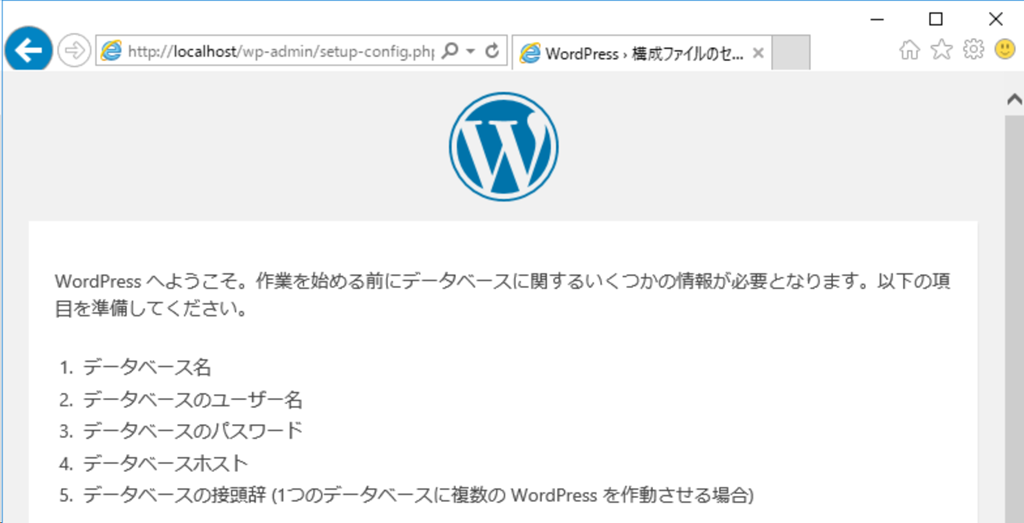 http://localhost/wp-admin/setup-config.php
WordPress › 構成ファイルのセ...
WordPress へようこそ。作業を始める前にデータベースに関するいくつかの情報が必要となります。以下の項
目を準備してください。
1. データベース名
2. データベースのユーザー名
3. データベースのパスワード
4. データベースホスト
5. データベースの接頭辞 (1つのデータベースに複数の WordPress を作動させる場合)